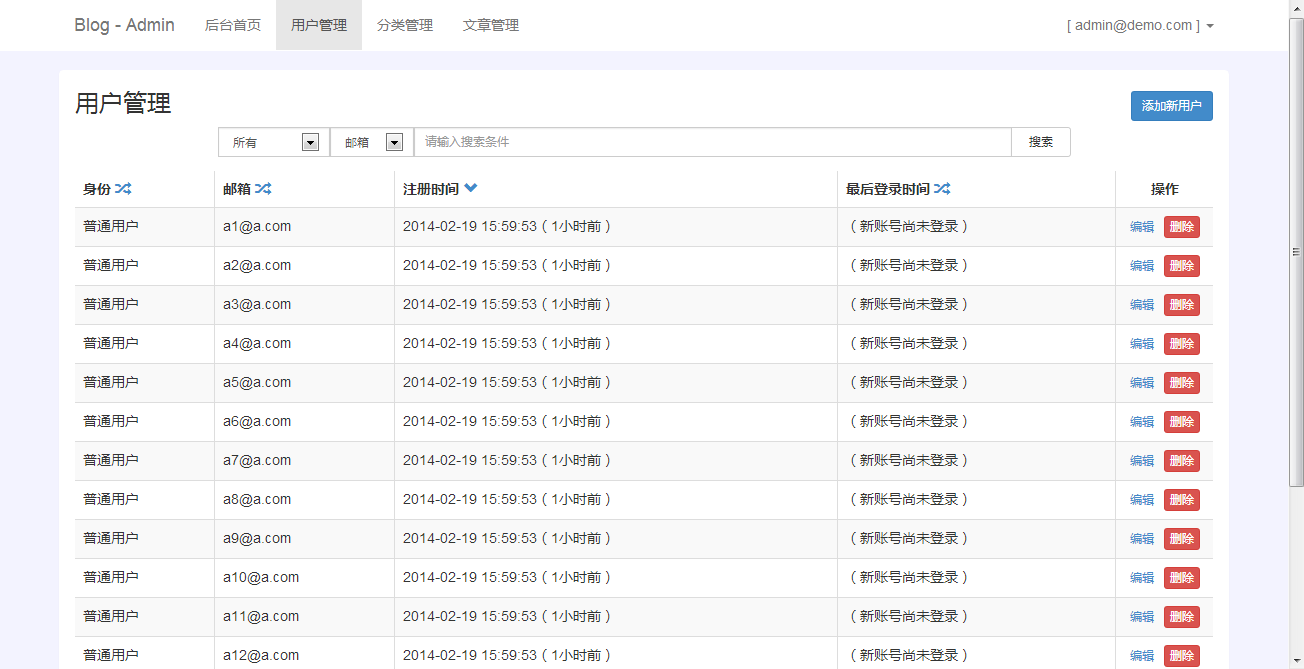 Blog - Admin 后台首页 用户管理 分类管理 文章管理 [ admin@demo.com ]
用户管理 添加新用户
所有 邮箱 请输入搜索条件 搜索
身份 邮箱 注册时间 最后登录时间 操作
普通用户 a1@a.com 2014-02-19 15:59:53 ( 1小时前 ) ( 新账号尚未登录 ) 编辑 删除
普通用户 a2@a.com 2014-02-19 15:59:53 ( 1小时前 ) ( 新账号尚未登录 ) 编辑 删除
普通用户 a3@a.com 2014-02-19 15:59:53 ( 1小时前 ) ( 新账号尚未登录 ) 编辑 删除
普通用户 a4@a.com 2014-02-19 15:59:53 ( 1小时前 ) ( 新账号尚未登录 ) 编辑 删除
普通用户 a5@a.com 2014-02-19 15:59:53 ( 1小时前 ) ( 新账号尚未登录 ) 编辑 删除
普通用户 a6@a.com 2014-02-19 15:59:53 ( 1小时前 ) ( 新账号尚未登录 ) 编辑 删除
普通用户 a7@a.com 2014-02-19 15:59:53 ( 1小时前 ) ( 新账号尚未登录 ) 编辑 删除
普通用户 a8@a.com 2014-02-19 15:59:53 ( 1小时前 ) ( 新账号尚未登录 ) 编辑 删除
普通用户 a9@a.com 2014-02-19 15:59:53 ( 1小时前 ) ( 新账号尚未登录 ) 编辑 删除
普通用户 a10@a.com 2014-02-19 15:59:53 ( 1小时前 ) ( 新账号尚未登录 ) 编辑 删除
普通用户 a11@a.com 2014-02-19 15:59:53 ( 1小时前 ) ( 新账号尚未登录 ) 编辑 删除
普通用户 a12@a.com 2014-02-19 15:59:53 ( 1小时前 ) ( 新账号尚未登录 ) 编辑 删除